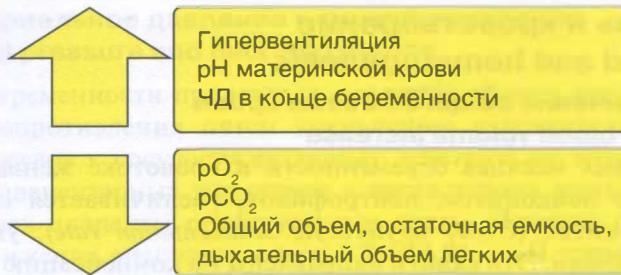 Гипервентиляция
pH материнской крови
ЧД в конце беременности
pO₂
pCO₂
Общий объем, остаточная емкость,
дыхательный объем легких